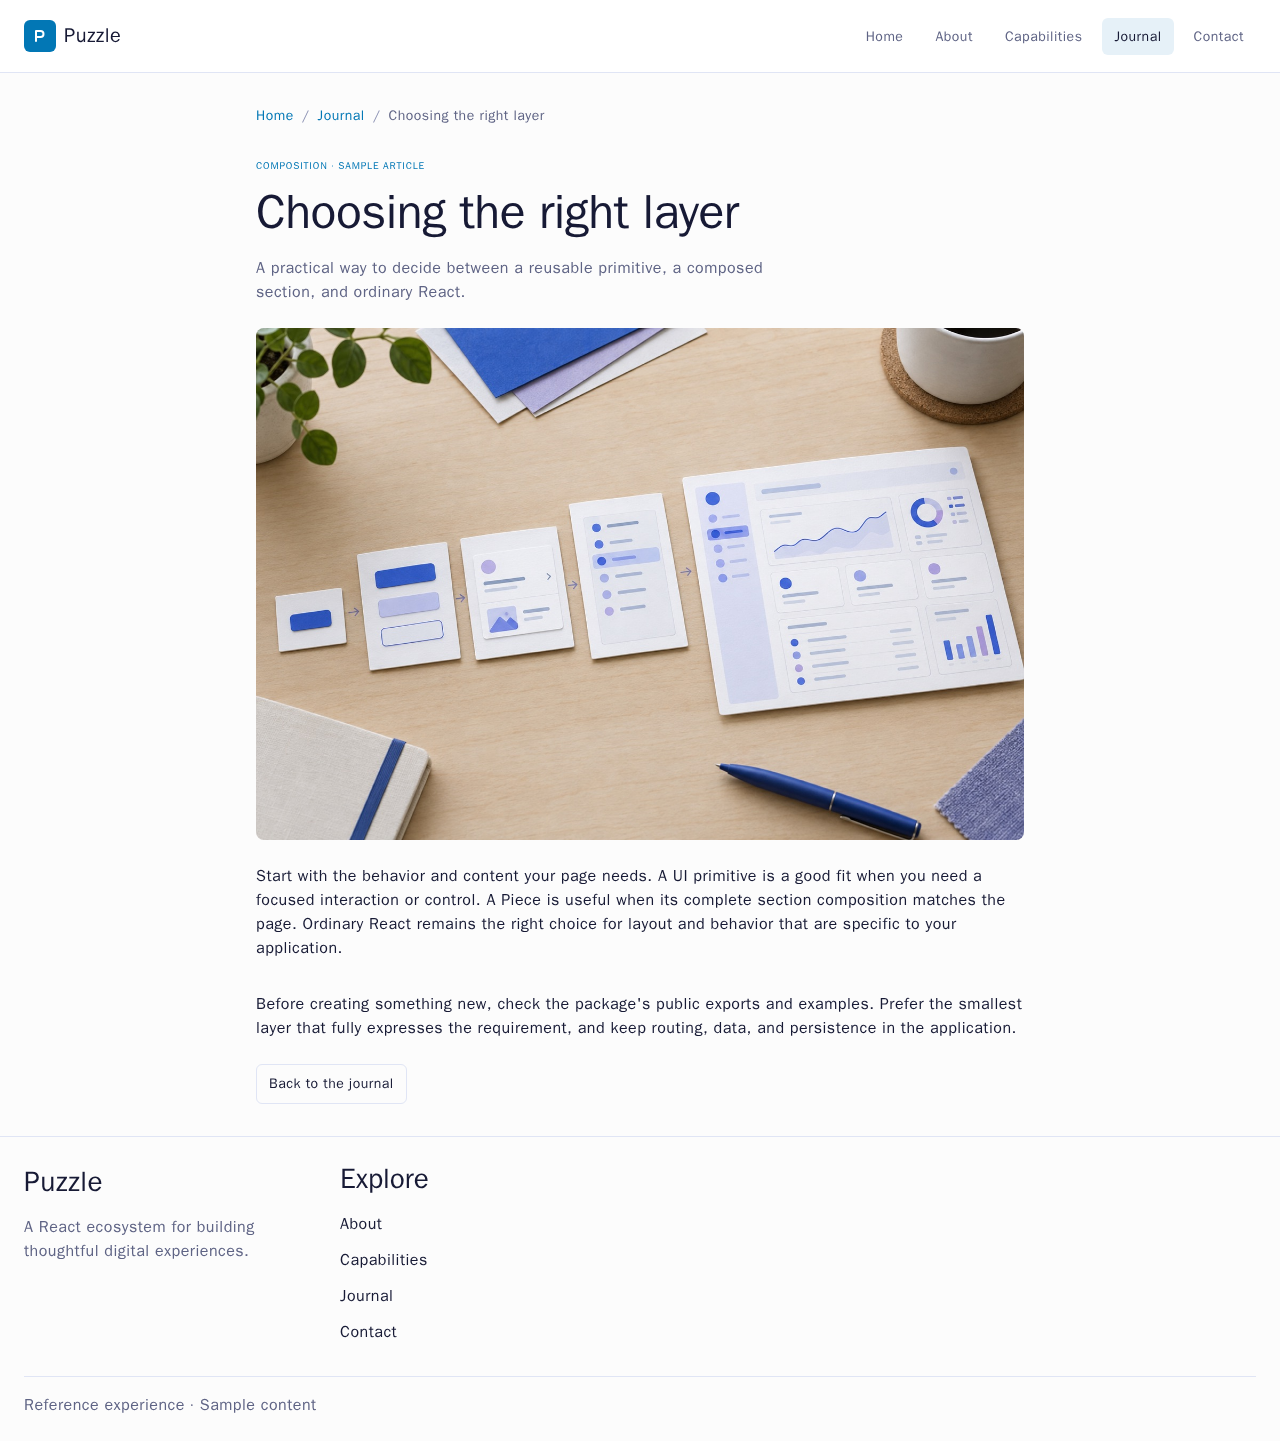 P Puzzle
Home About Capabilities Journal Contact
Home / Journal / Choosing the right layer
COMPOSITION · SAMPLE ARTICLE
Choosing the right layer
A practical way to decide between a reusable primitive, a composed
section, and ordinary React.
Start with the behavior and content your page needs. A UI primitive is a good fit when you need a
focused interaction or control. A Piece is useful when its complete section composition matches the
page. Ordinary React remains the right choice for layout and behavior that are specific to your
application.
Before creating something new, check the package's public exports and examples. Prefer the smallest
layer that fully expresses the requirement, and keep routing, data, and persistence in the application.
Back to the journal
Puzzle
A React ecosystem for building
thoughtful digital experiences.
Explore
About
Capabilities
Journal
Contact
Reference experience · Sample content